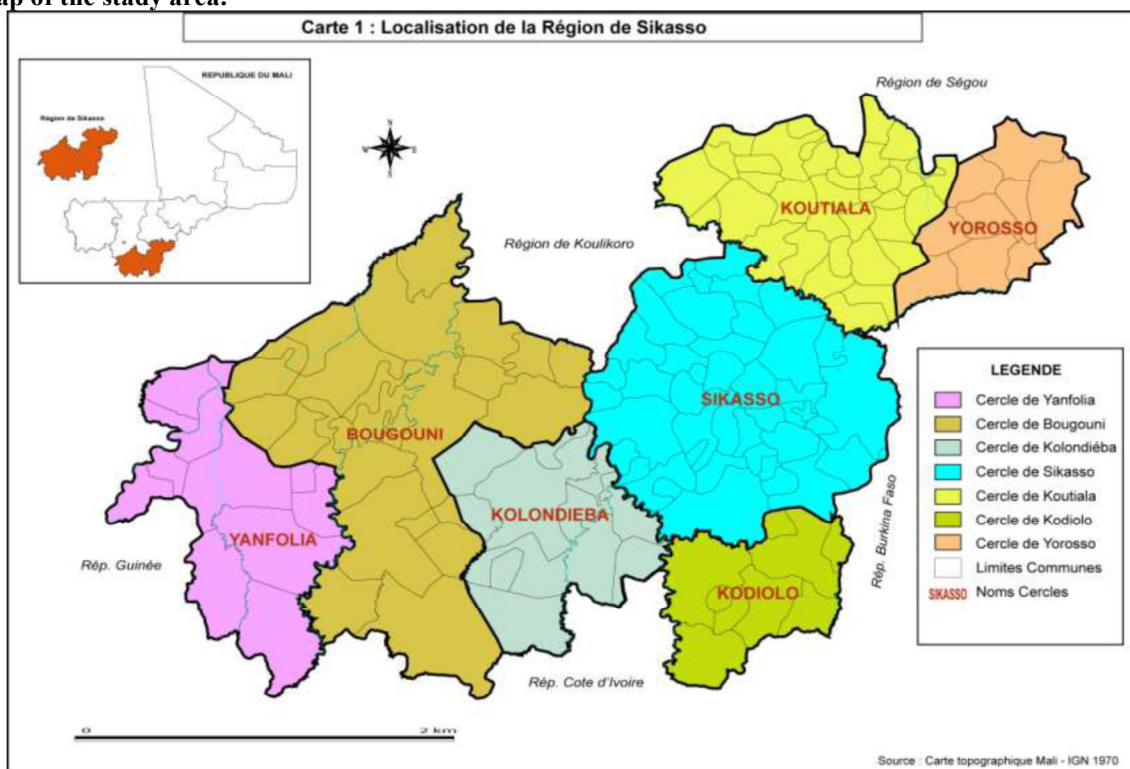 ap of the study area:
Carte 1 : Localisation de la Région de Sikasso
REPUBLIQUE DU MALI
Région de Sikasso
N
W
E
S
Région de Ségou
Région de Koulikoro
KOUTIALA
YOROSSO
BOUGOUNI
SIKASSO
KOLONDIEBA
YANFOLIA
KODIOLO
Rép. Guinée
Rép. Burkina Faso
Rép. Cote d'Ivoire
LEGENDE
Cercle de Yanfolia
Cercle de Bougouni
Cercle de Kolondiéba
Cercle de Sikasso
Cercle de Koutiala
Cercle de Kodiolo
Cercle de Yorosso
Limites Communes
SIKASSO Noms Cercles
0 2 km
Source : Carte topographique Mali - IGN 1970